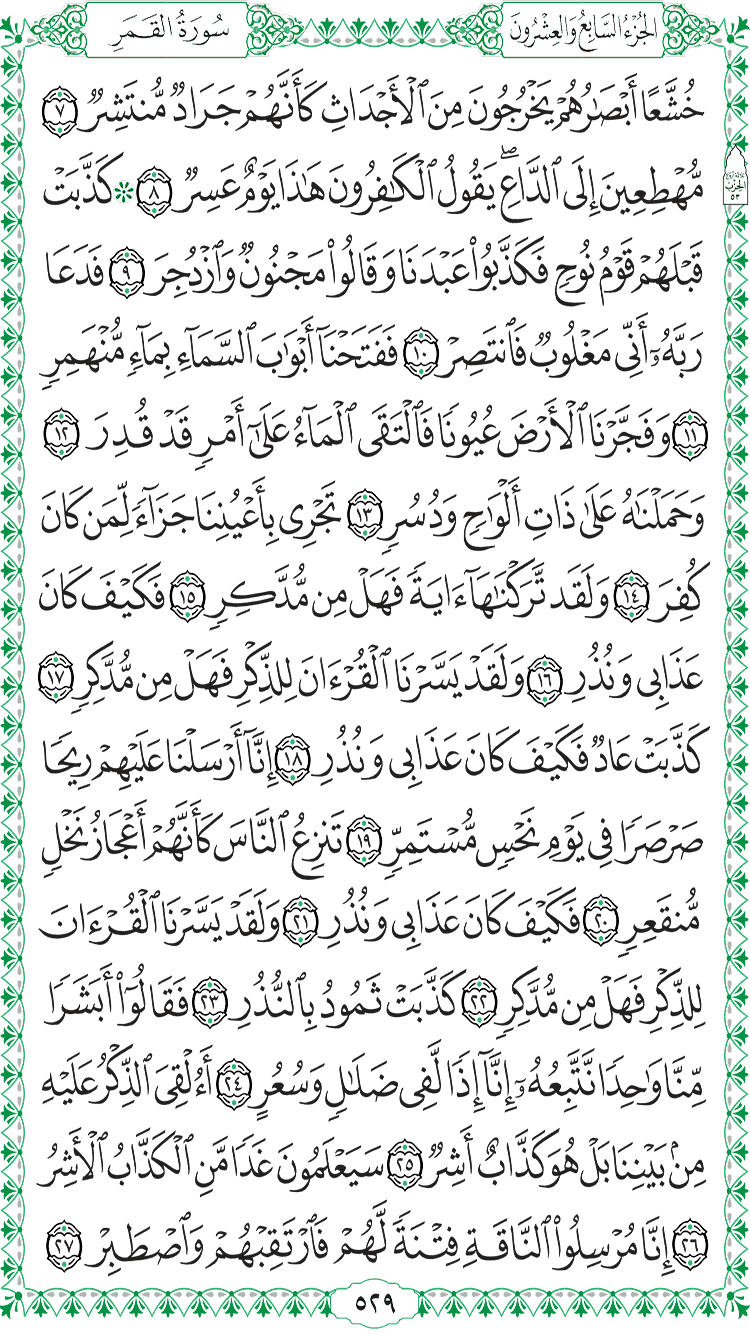 الجُزْءُ السَّابِعُ وَالعِشْرُونَ
سُورَةُ القَمَرِ
خُشَّعًا أَبْصَٰرُهُمْ يَخْرُجُونَ مِنَ ٱلْأَجْدَاثِ كَأَنَّهُمْ جَرَادٌ مُّنتَشِرٌ ٧
مُّهْطِعِينَ إِلَى ٱلدَّاعِۖ يَقُولُ ٱلْكَٰفِرُونَ هَٰذَا يَوْمٌ عَسِرٌ ٨ ۞ كَذَّبَتْ
قَبْلَهُمْ قَوْمُ نُوحٍ فَكَذَّبُوا۟ عَبْدَنَا وَقَالُوا۟ مَجْنُونٌ وَٱزْدُجِرَ ٩ فَدَعَا
رَبَّهُۥٓ أَنِّى مَغْلُوبٌ فَٱنتَصِرْ ١٠ فَفَتَحْنَآ أَبْوَٰبَ ٱلسَّمَآءِ بِمَآءٍ مُّنْهَمِرٍ
١١ وَفَجَّرْنَا ٱلْأَرْضَ عُيُونًا فَٱلْتَقَى ٱلْمَآءُ عَلَىٰٓ أَمْرٍ قَدْ قُدِرَ ١٢
وَحَمَلْنَٰهُ عَلَىٰ ذَاتِ أَلْوَٰحٍ وَدُسُرٍ ١٣ تَجْرِى بِأَعْيُنِنَا جَزَآءً لِّمَن كَانَ
كُفِرَ ١٤ وَلَقَد تَّرَكْنَٰهَآ ءَايَةً فَهَلْ مِن مُّدَّكِرٍ ١٥ فَكَيْفَ كَانَ
عَذَابِى وَنُذُرِ ١٦ وَلَقَدْ يَسَّرْنَا ٱلْقُرْءَانَ لِلذِّكْرِ فَهَلْ مِن مُّدَّكِرٍ ١٧
كَذَّبَتْ عَادٌ فَكَيْفَ كَانَ عَذَابِى وَنُذُرِ ١٨ إِنَّآ أَرْسَلْنَا عَلَيْهِمْ رِيحًا
صَرْصَرًا فِى يَوْمِ نَحْسٍ مُّسْتَمِرٍّ ١٩ تَنزِعُ ٱلنَّاسَ كَأَنَّهُمْ أَعْجَازُ نَخْلٍ
مُّنقَعِرٍ ٢٠ فَكَيْفَ كَانَ عَذَابِى وَنُذُرِ ٢١ وَلَقَدْ يَسَّرْنَا ٱلْقُرْءَانَ
لِلذِّكْرِ فَهَلْ مِن مُّدَّكِرٍ ٢٢ كَذَّبَتْ ثَمُودُ بِٱلنُّذُرِ ٢٣ فَقَالُوٓا۟ أَبَشَرًا
مِّنَّا وَٰحِدًا نَّتَّبِعُهُۥٓ إِنَّآ إِذًا لَّفِى ضَلَٰلٍ وَسُعُرٍ ٢٤ أَءُلْقِىَ ٱلذِّكْرُ عَلَيْهِ
مِنۢ بَيْنِنَا بَلْ هُوَ كَذَّابٌ أَشِرٌ ٢٥ سَيَعْلَمُونَ غَدًا مَّنِ ٱلْكَذَّابُ ٱلْأَشِرُ
٢٦ إِنَّا مُرْسِلُوا۟ ٱلنَّاقَةِ فِتْنَةً لَّهُمْ فَٱرْتَقِبْهُمْ وَٱصْطَبِرْ ٢٧
٥٢٩